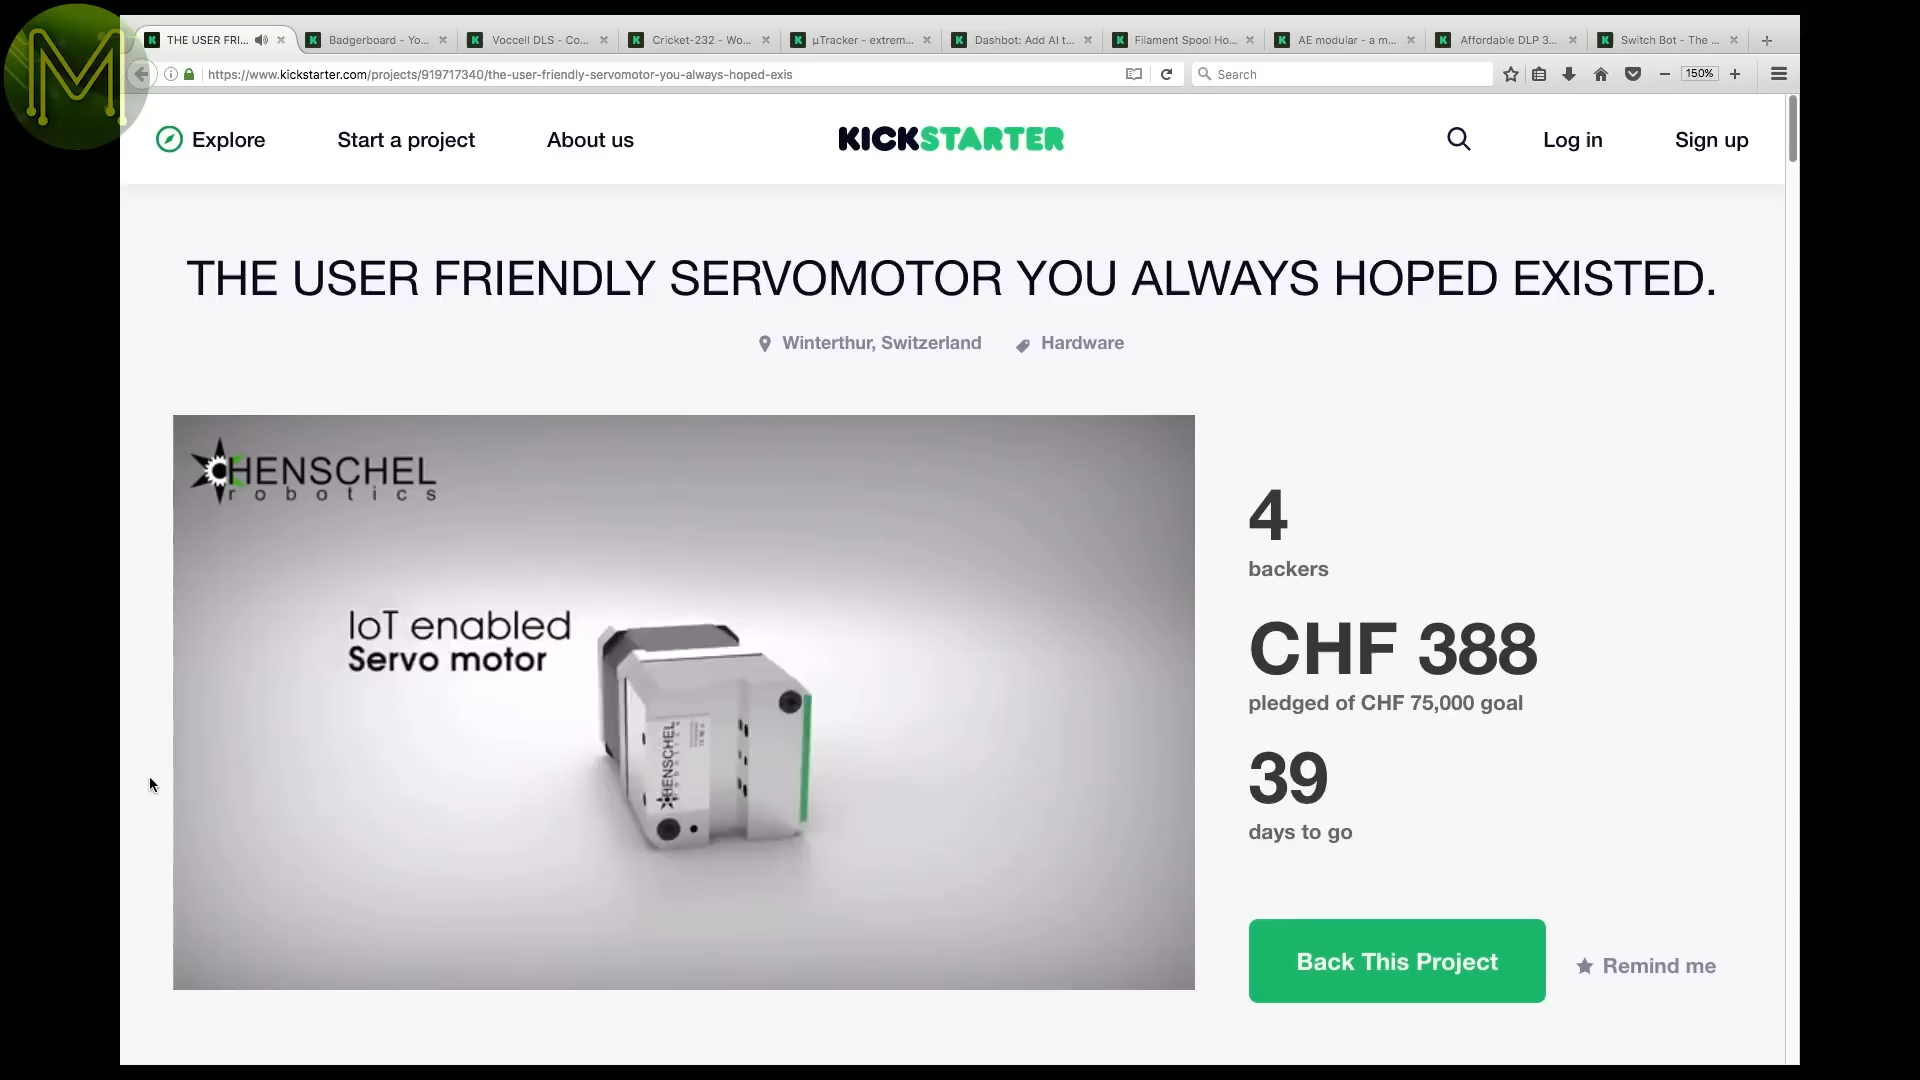 M
THE USER FRI...
Badgerboard - Yo...
Voccell DLS - Co...
Cricket-232 - Wo...
µTracker - extrem...
Dashbot: Add AI t...
Filament Spool Ho...
AE modular - a m...
Affordable DLP 3...
Switch Bot - The ...
https://www.kickstarter.com/projects/919717340/the-user-friendly-servomotor-you-always-hoped-exis
Search
150%
Explore
Start a project
About us
KICKSTARTER
Log in
Sign up
THE USER FRIENDLY SERVOMOTOR YOU ALWAYS HOPED EXISTED.
Winterthur, Switzerland
Hardware
HENSCHEL
robotics
IoT enabled
Servo motor
HENSCHEL
robotics
4
backers
CHF 388
pledged of CHF 75,000 goal
39
days to go
Back This Project
Remind me